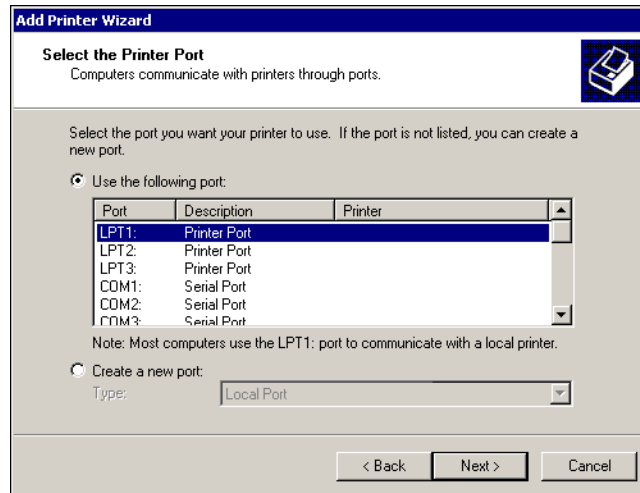 Add Printer Wizard
Select the Printer Port
Computers communicate with printers through ports.
Select the port you want your printer to use.  If the port is not listed, you can create a
new port.
Use the following port:
Port Description Printer
LPT1: Printer Port
LPT2: Printer Port
LPT3: Printer Port
COM1: Serial Port
COM2: Serial Port
COM3: Serial Port
Note: Most computers use the LPT1: port to communicate with a local printer.
Create a new port:
Type: Local Port
< Back Next > Cancel